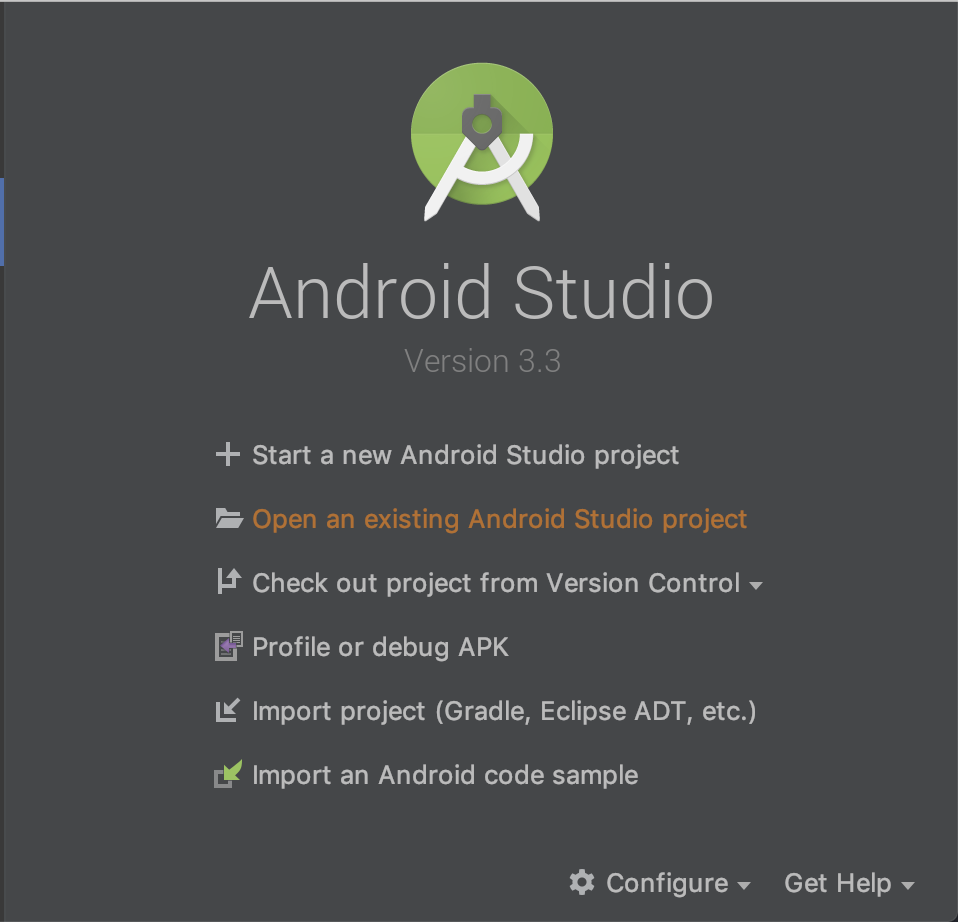 Android Studio
Version 3.3
Start a new Android Studio project
Open an existing Android Studio project
Check out project from Version Control
Profile or debug APK
Import project (Gradle, Eclipse ADT, etc.)
Import an Android code sample
Configure Get Help